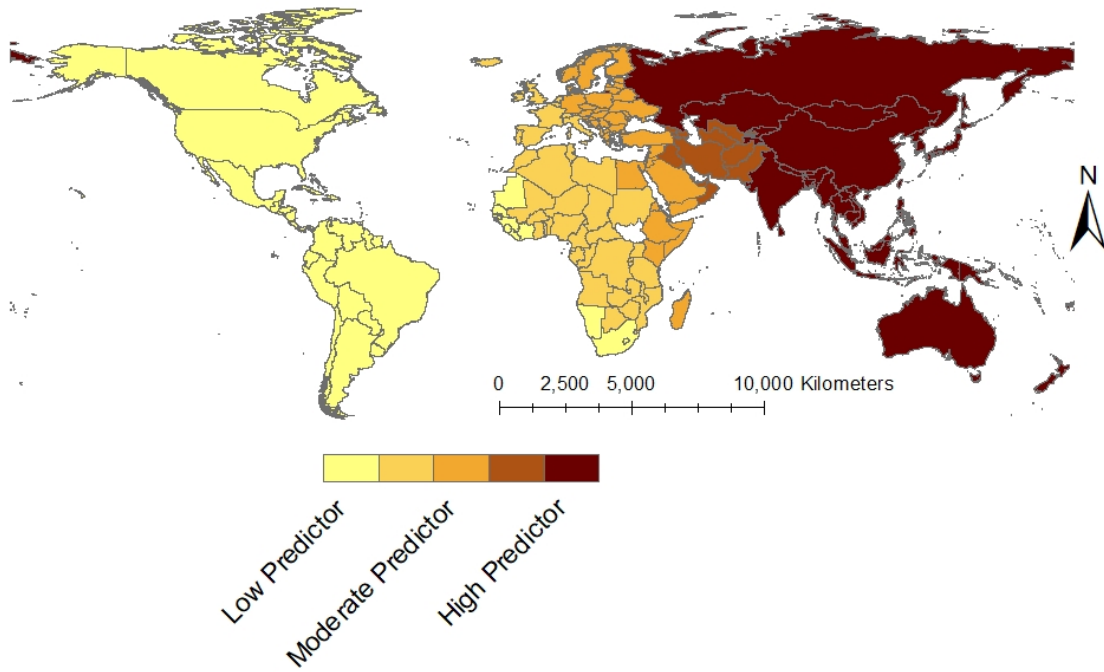 N
0 2,500 5,000 10,000 Kilometers
Low Predictor
Moderate Predictor
High Predictor